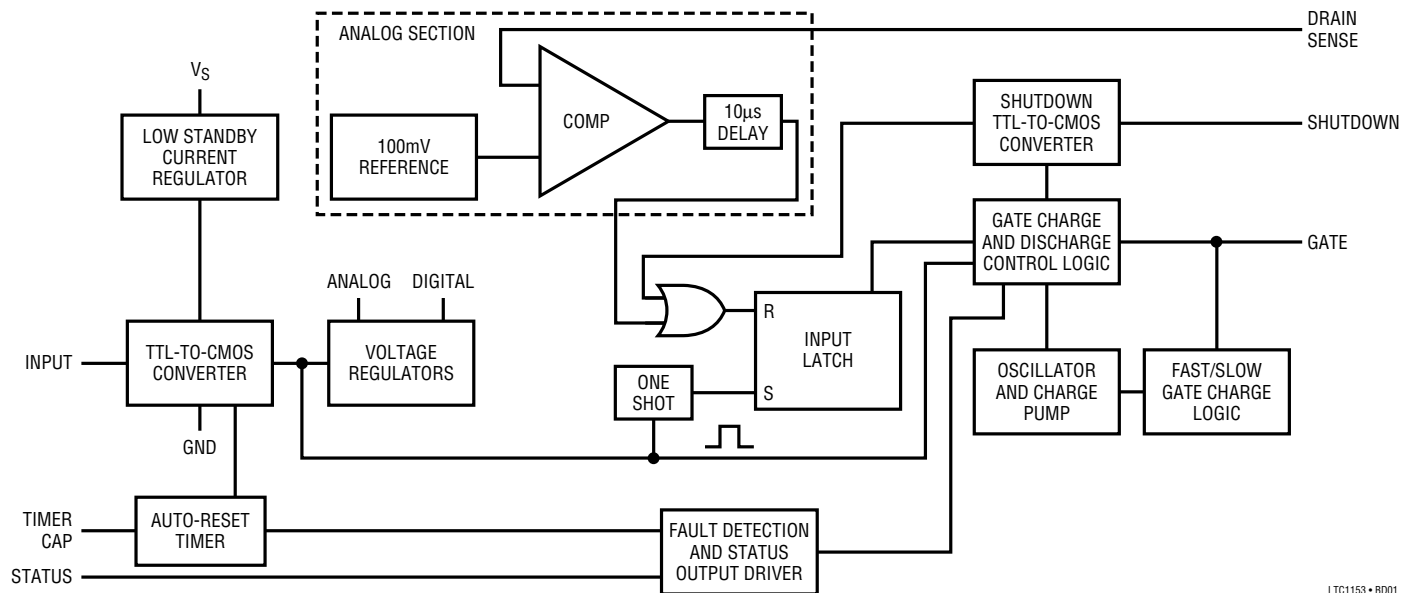 ANALOG SECTION
DRAIN
SENSE
VS
LOW STANDBY
CURRENT
REGULATOR
100mV
REFERENCE
COMP
10µs
DELAY
SHUTDOWN
TTL-TO-CMOS
CONVERTER
SHUTDOWN
GATE CHARGE
AND DISCHARGE
CONTROL LOGIC
GATE
ANALOG
DIGITAL
INPUT
TTL-TO-CMOS
CONVERTER
VOLTAGE
REGULATORS
GND
R
INPUT
LATCH
S
ONE
SHOT
OSCILLATOR
AND CHARGE
PUMP
FAST/SLOW
GATE CHARGE
LOGIC
TIMER
CAP
AUTO-RESET
TIMER
STATUS
FAULT DETECTION
AND STATUS
OUTPUT DRIVER
LTC1153 • BD01